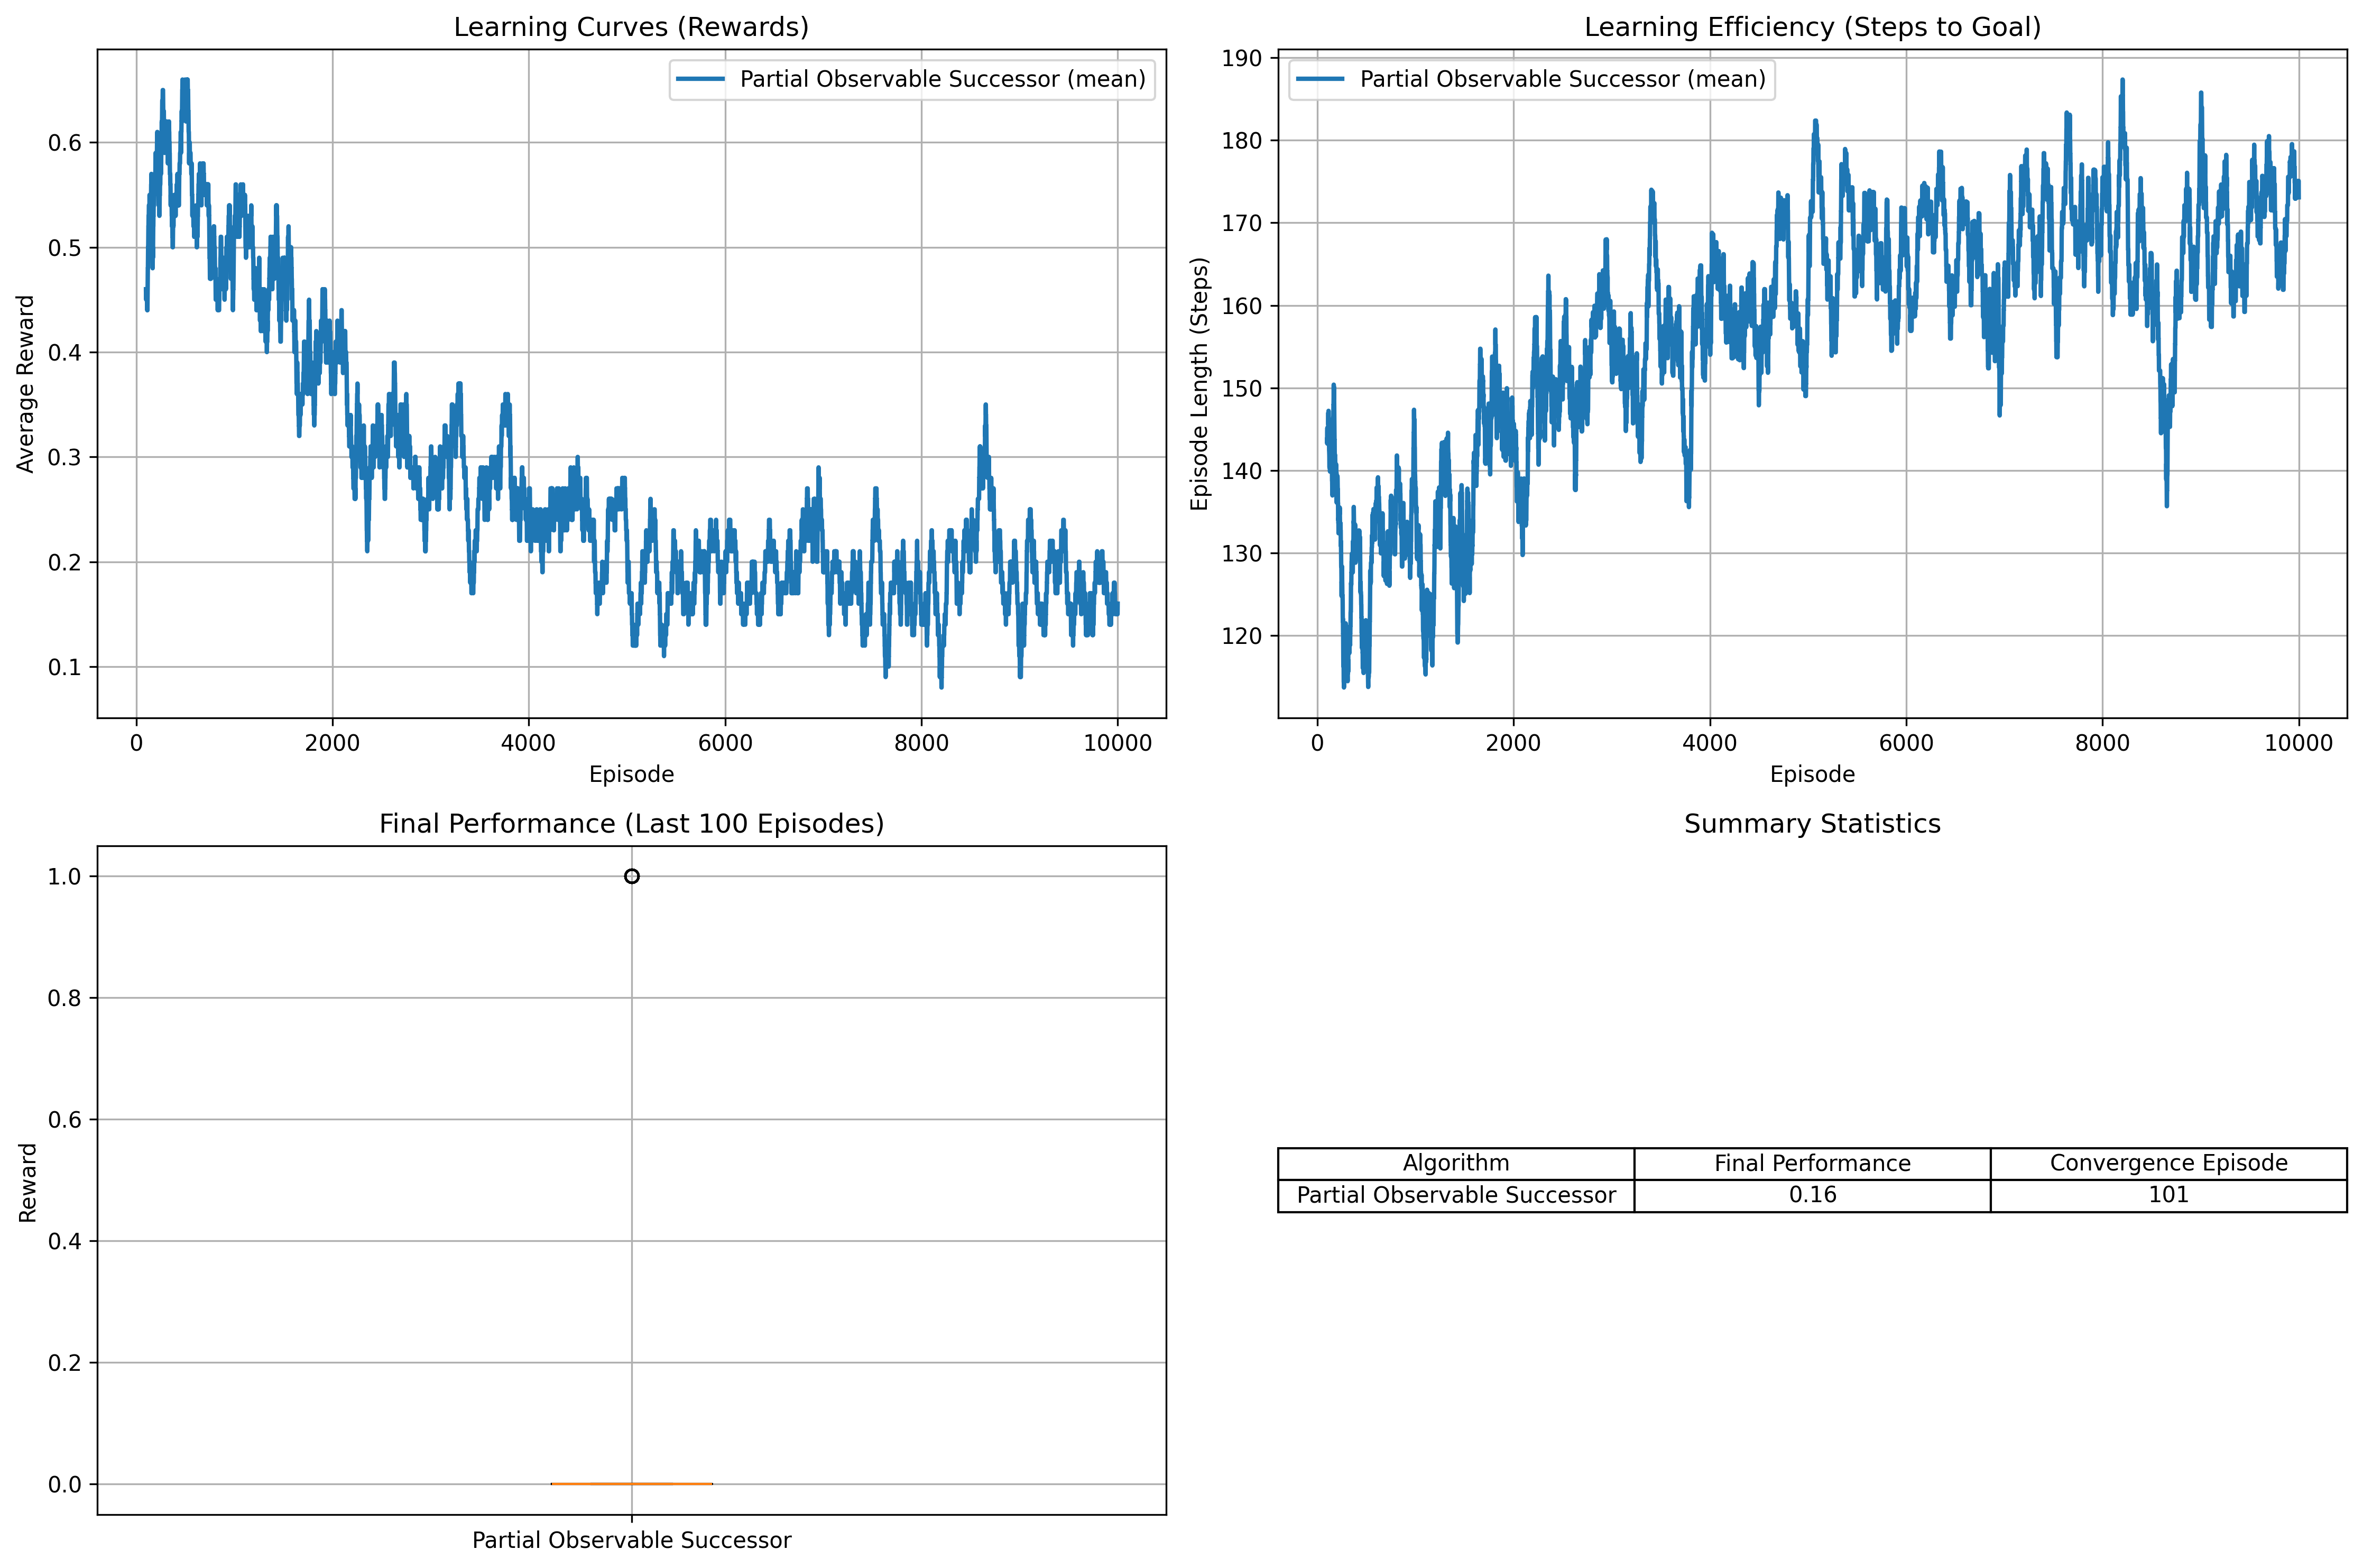 Learning Curves (Rewards)
Partial Observable Successor (mean)
Average Reward
0.6
0.5
0.4
0.3
0.2
0.1
0 2000 4000 6000 8000 10000
Episode
Learning Efficiency (Steps to Goal)
Partial Observable Successor (mean)
Episode Length (Steps)
190
180
170
160
150
140
130
120
0 2000 4000 6000 8000 10000
Episode
Final Performance (Last 100 Episodes)
Reward
1.0
0.8
0.6
0.4
0.2
0.0
Partial Observable Successor
Summary Statistics
Algorithm Final Performance Convergence Episode
Partial Observable Successor 0.16 101